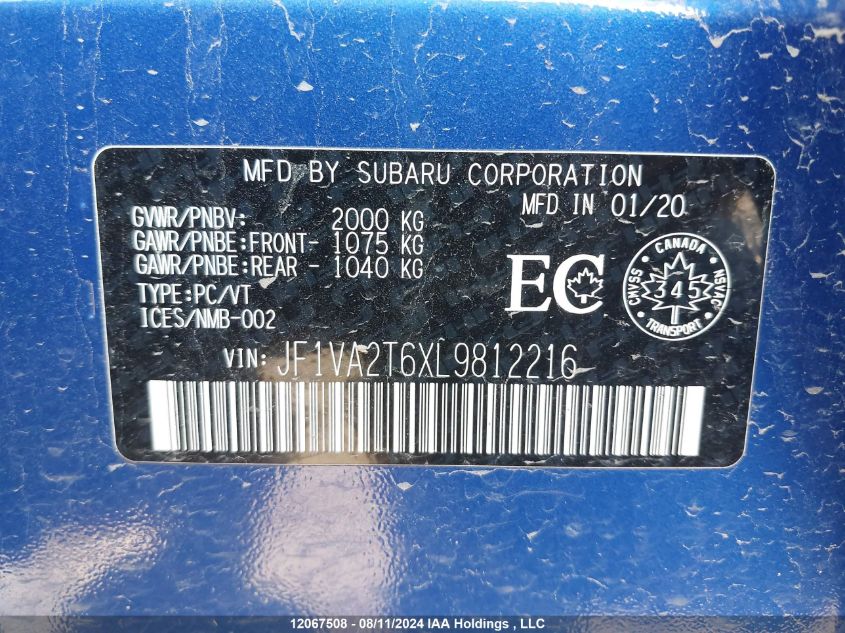 MFD BY SUBARU CORPORATION
GVWR/PNBV: 2000 KG MFD IN 01/20
GAWR/PNBE:FRONT- 1075 KG
GAWR/PNBE:REAR - 1040 KG
TYPE:PC/VT
ICES/NMB-002
EC
CANADA
CMVSS 345 NSVAC
TRANSPORT
VIN: JF1VA2T6XL9812216
12067508 - 08/11/2024 IAA Holdings , LLC